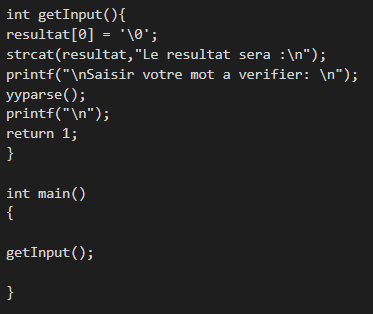 int getInput(){
resultat[0] = '\0';
strcat(resultat,"Le resultat sera :\n");
printf("\nSaisir votre mot a verifier: \n");
yyparse();
printf("\n");
return 1;
}
int main()
{
getInput();
}